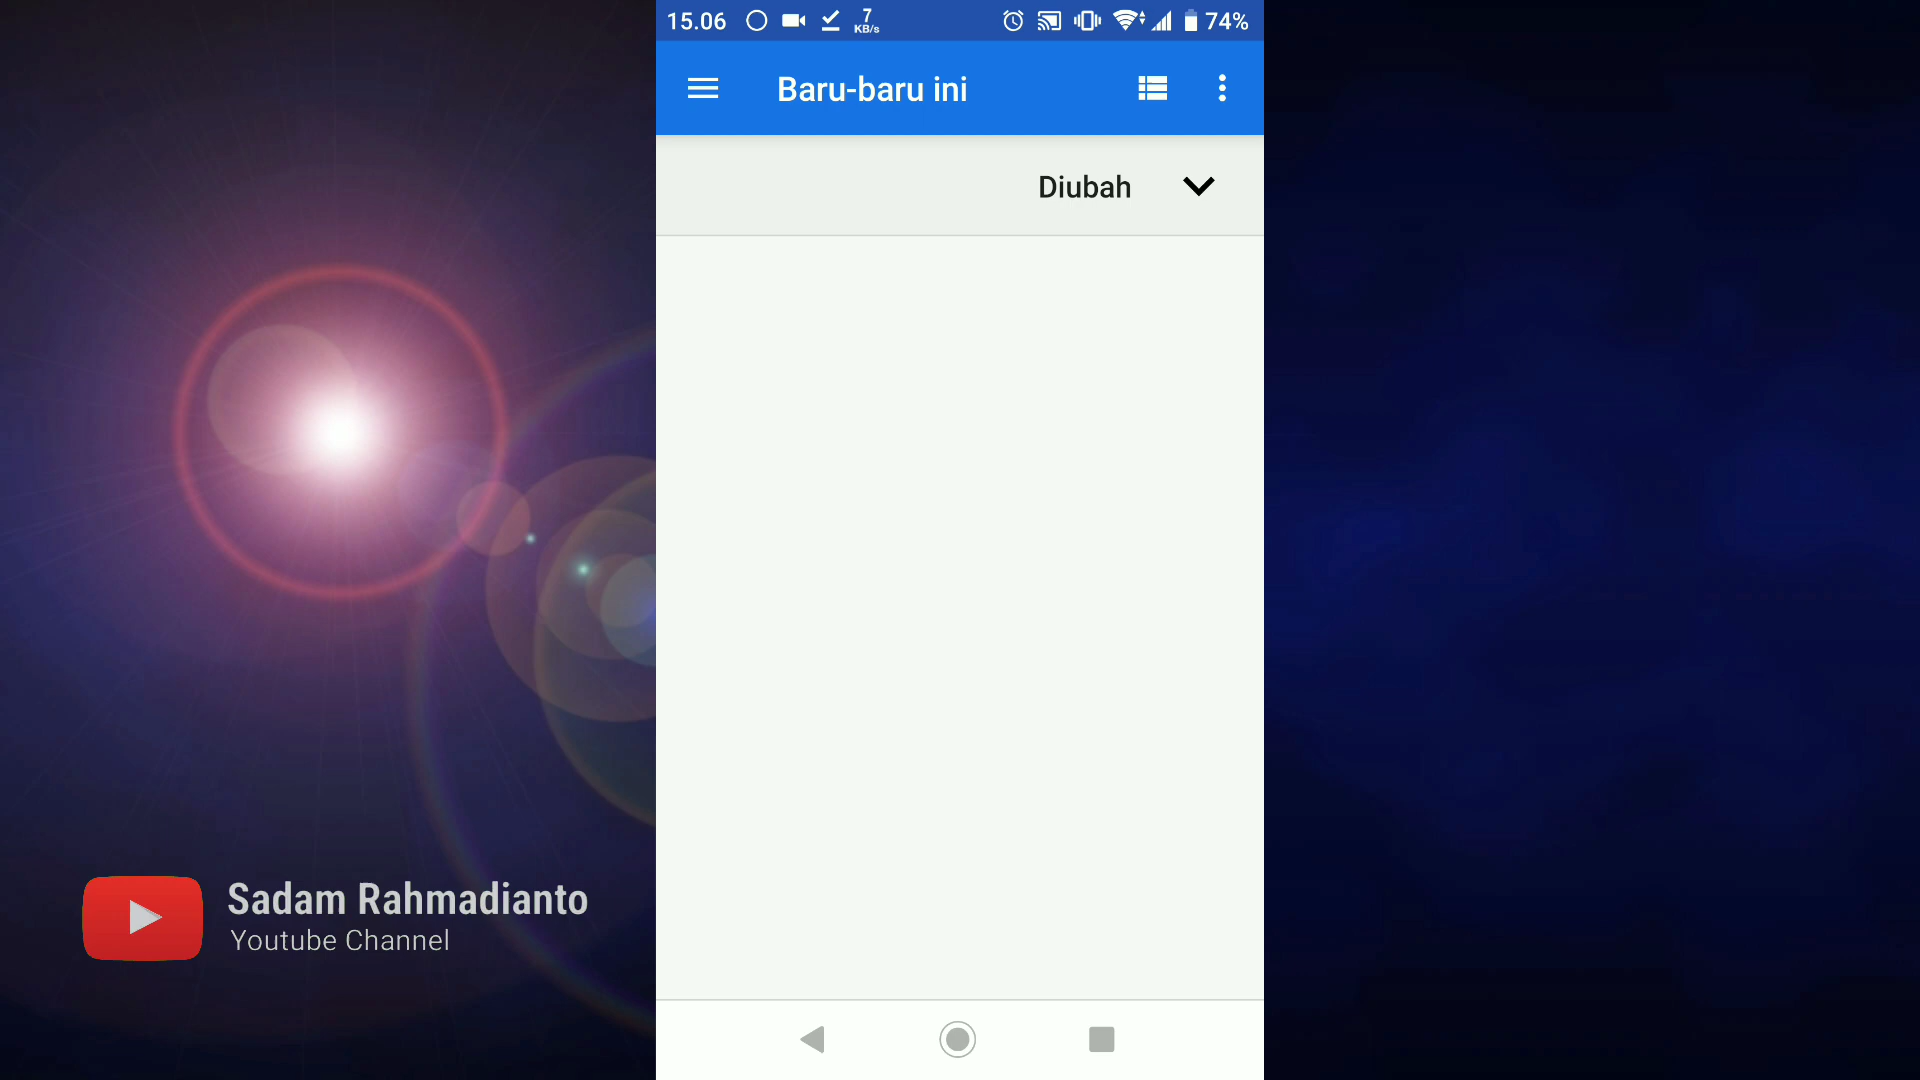 15.06
7
KB/s
74%
Baru-baru ini
Diubah
Sadam Rahmadianto
Youtube Channel